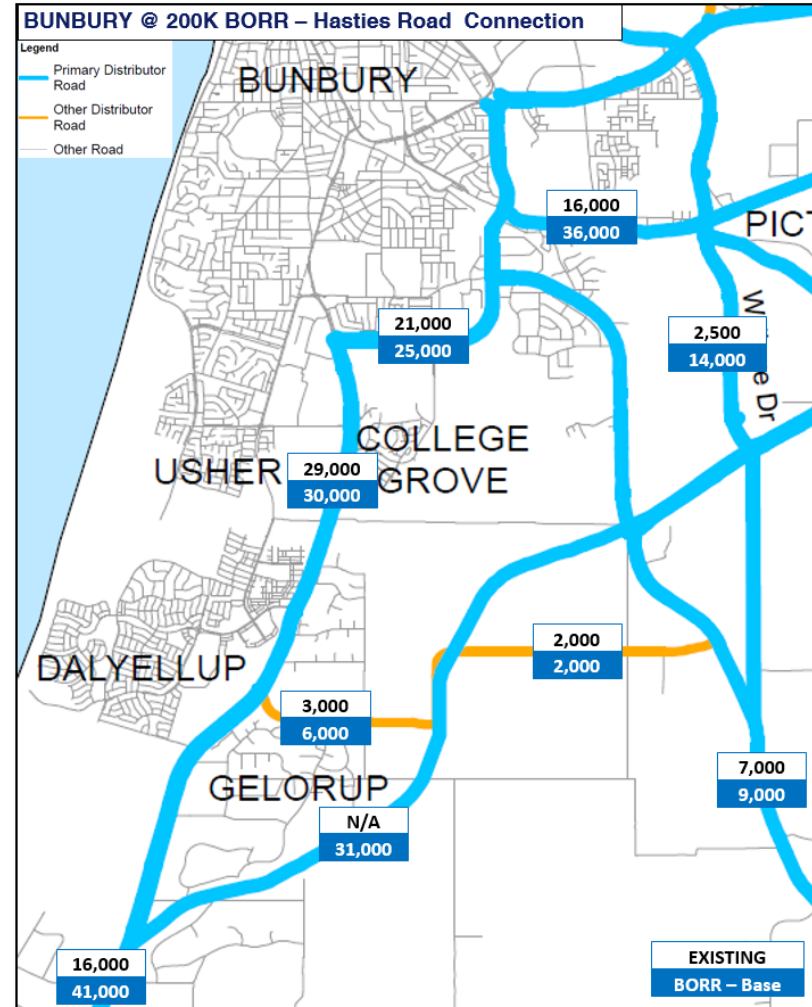 BUNBURY @ 200K BORR – Hasties Road Connection
Legend
Primary Distributor
Road
Other Distributor
Road
Other Road
BUNBURY
16,000
36,000
PICT
21,000
25,000
2,500
14,000
COLLEGE
GROVE
USHER
29,000
30,000
DALYELLUP
2,000
2,000
3,000
6,000
GELORUP
7,000
9,000
N/A
31,000
16,000
41,000
EXISTING
BORR – Base